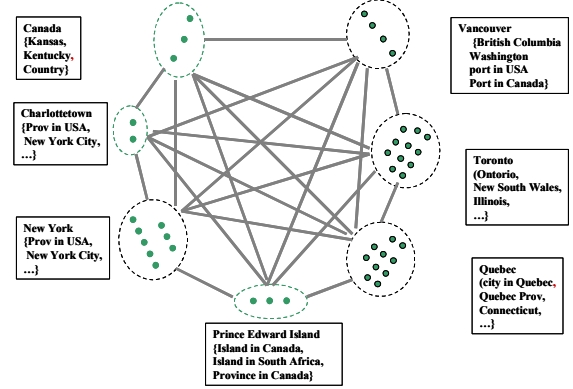 Canada
{Kansas,
Kentucky,
Country}
Vancouver
{British Columbia
Washington
port in USA
Port in Canada}
Charlottetown
{Prov in USA,
New York City,
…}
Toronto
(Ontorio,
New South Wales,
Illinois,
…}
New York
{Prov in USA,
New York City,
…}
Quebec
(city in Quebec,
Quebec Prov,
Connecticut,
…}
Prince Edward Island
{Island in Canada,
Island in South Africa,
Province in Canada}